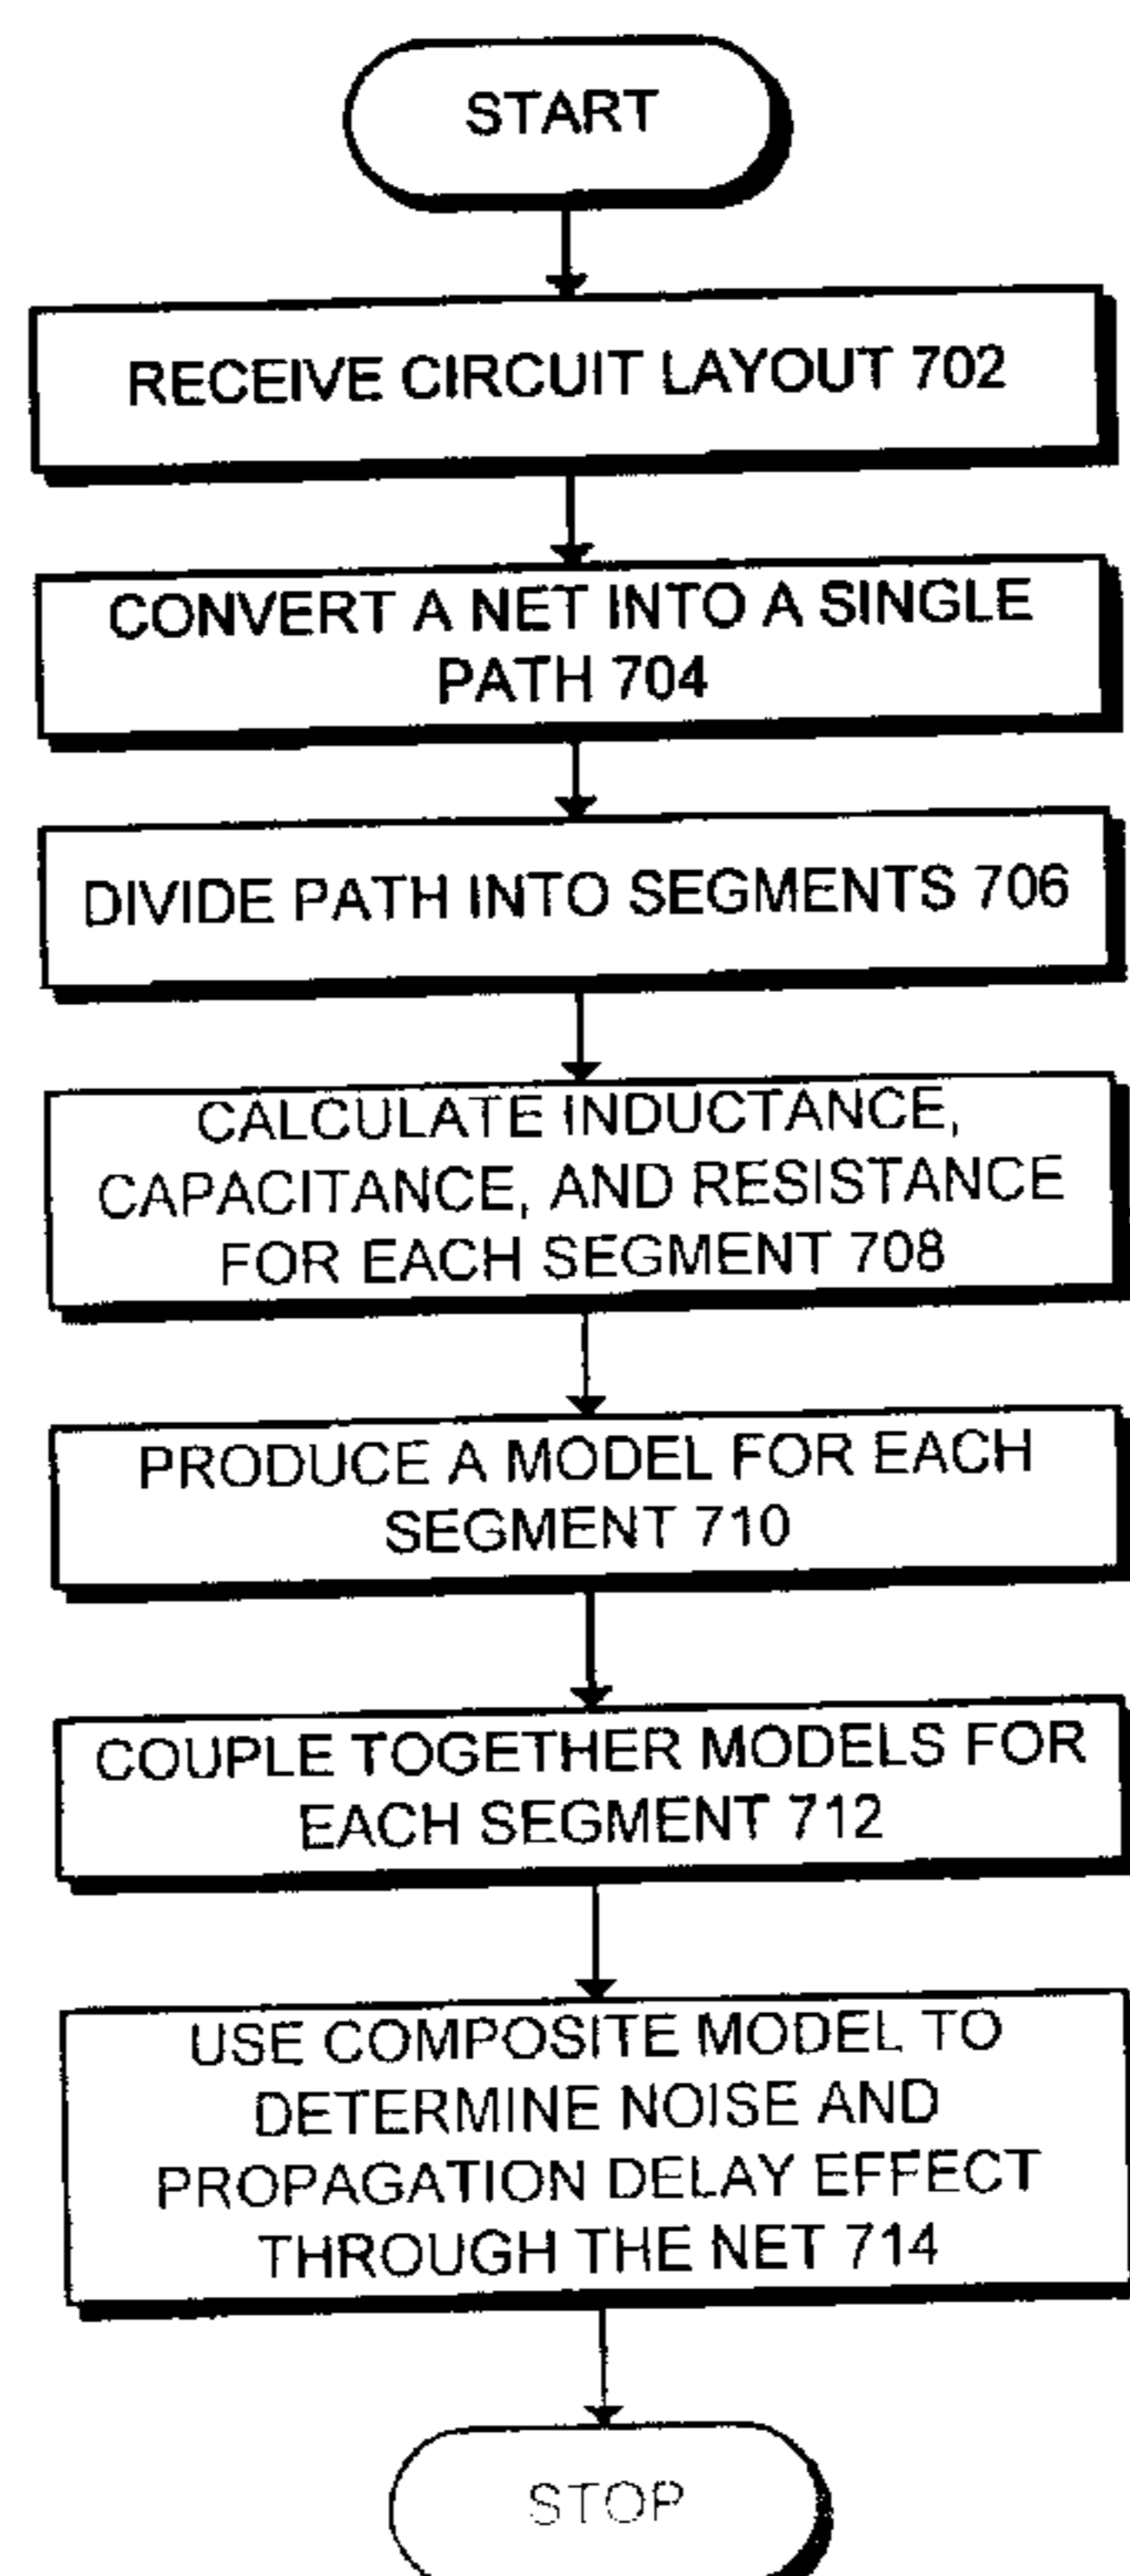 START
RECEIVE CIRCUIT LAYOUT 702
CONVERT A NET INTO A SINGLE
PATH 704
DIVIDE PATH INTO SEGMENTS 706
CALCULATE INDUCTANCE,
CAPACITANCE, AND RESISTANCE
FOR EACH SEGMENT 708
PRODUCE A MODEL FOR EACH
SEGMENT 710
COUPLE TOGETHER MODELS FOR
EACH SEGMENT 712
USE COMPOSITE MODEL TO
DETERMINE NOISE AND
PROPAGATION DELAY EFFECT
THROUGH THE NET 714
STOP